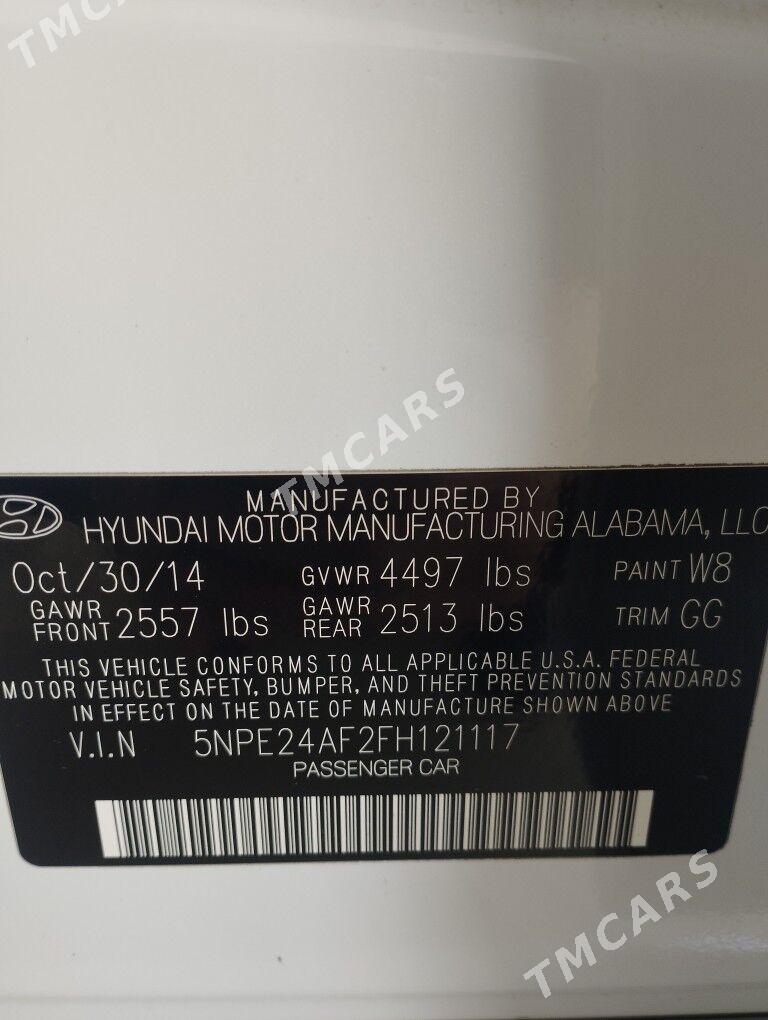 TMCARS
TMCARS
MANUFACTURED BY
HYUNDAI MOTOR MANUFACTURING ALABAMA, LLC
Oct/30/14 GVWR 4497 lbs PAINT W8
GAWR FRONT 2557 lbs GAWR REAR 2513 lbs TRIM GG
THIS VEHICLE CONFORMS TO ALL APPLICABLE U.S.A. FEDERAL
MOTOR VEHICLE SAFETY, BUMPER, AND THEFT PREVENTION STANDARDS
IN EFFECT ON THE DATE OF MANUFACTURE SHOWN ABOVE
V.I.N 5NPE24AF2FH121117
PASSENGER CAR
TMCARS